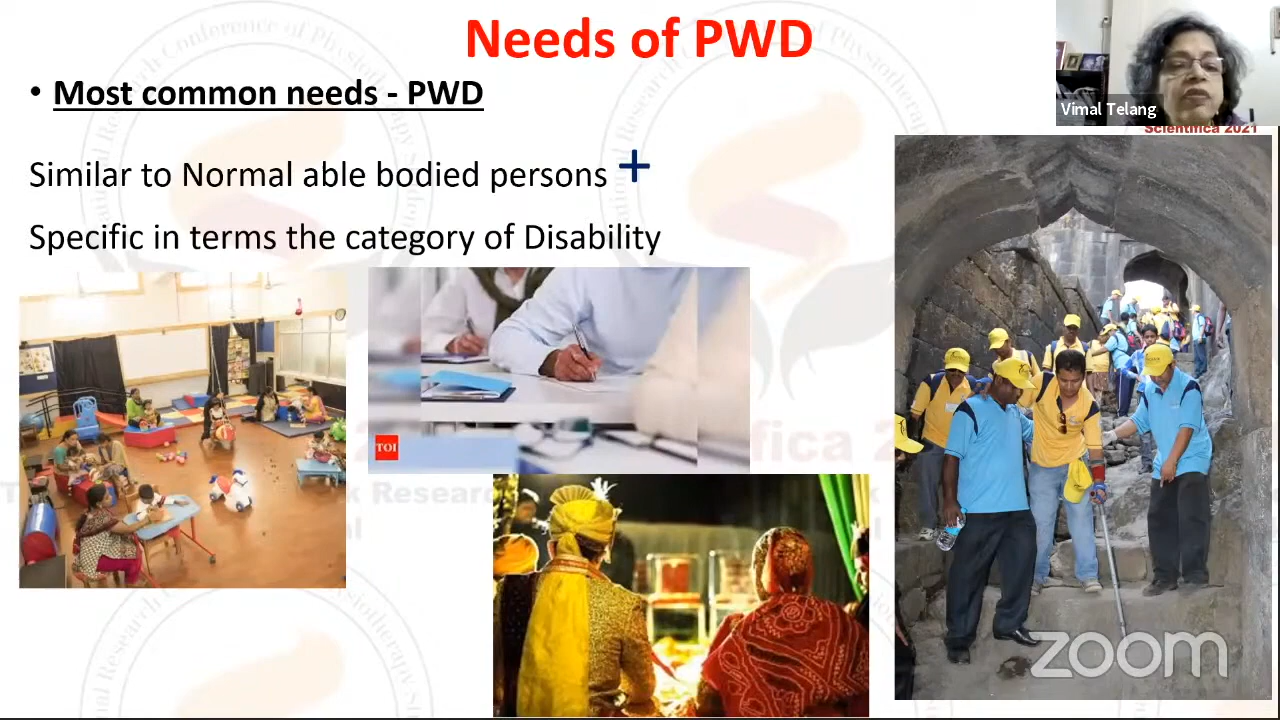 Needs of PWD
• Most common needs - PWD
Similar to Normal able bodied persons +
Specific in terms the category of Disability
Vimal Telang
Scientifica 2021
TOI
zoom